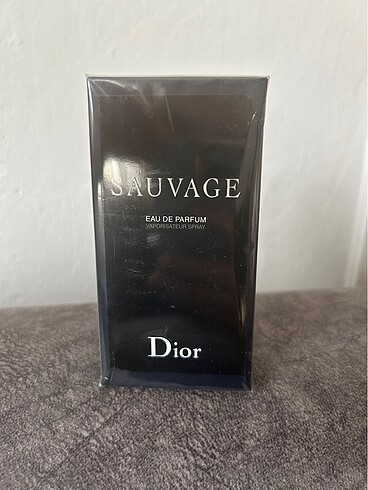 SAUVAGE
EAU DE PARFUM
VAPORISATEUR SPRAY
Dior